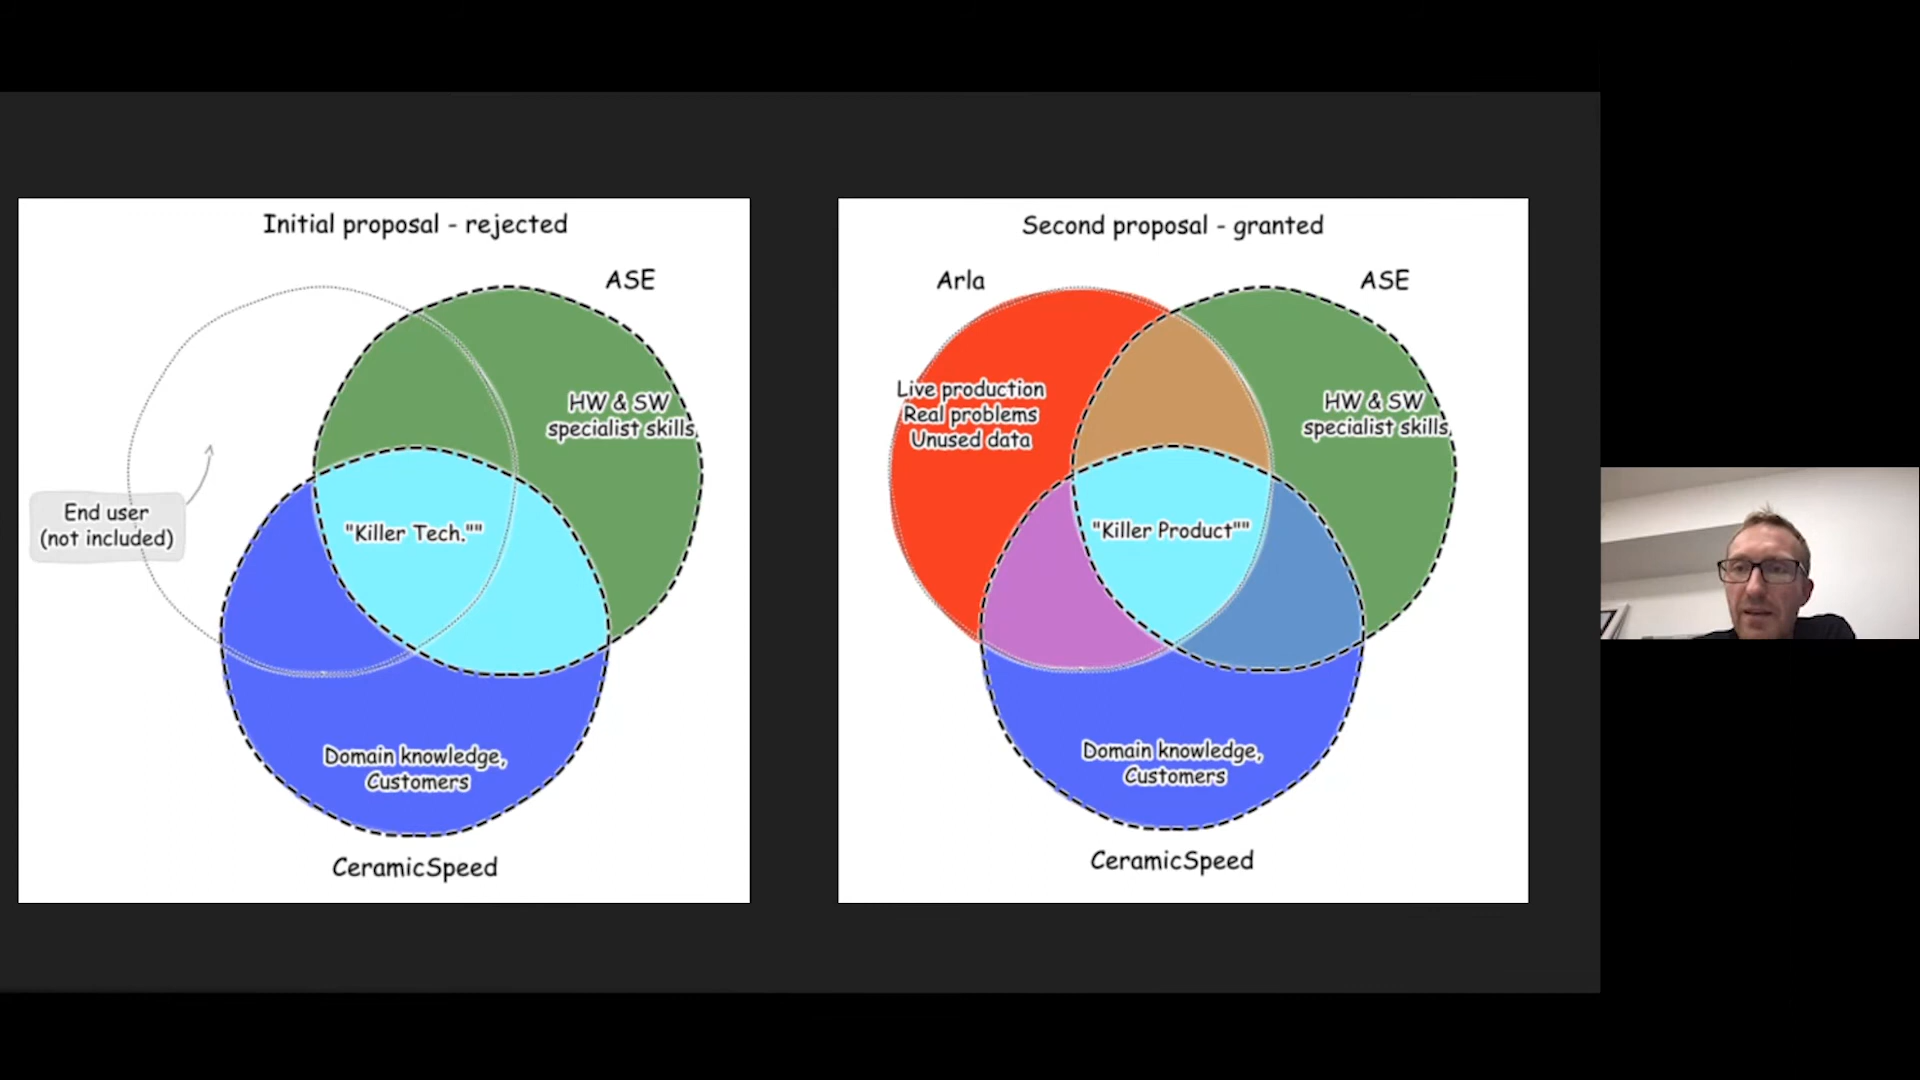 Initial proposal - rejected
ASE
HW & SW
specialist skills
End user
(not included)
"Killer Tech.""
Domain knowledge,
Customers
CeramicSpeed
Second proposal - granted
Arla
ASE
Live production
Real problems
Unused data
HW & SW
specialist skills
"Killer Product""
Domain knowledge,
Customers
CeramicSpeed